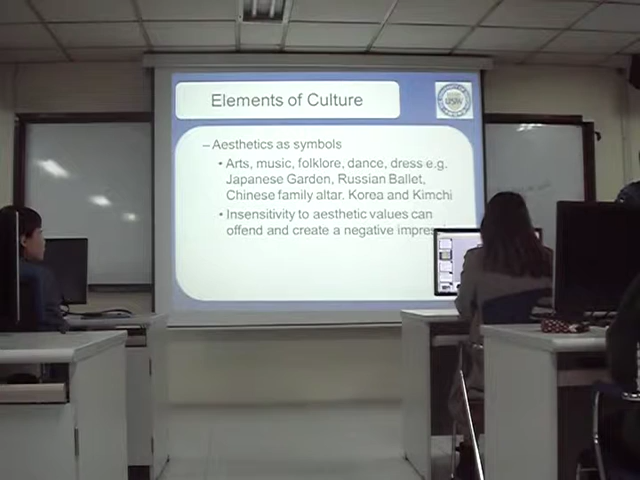 Elements of Culture
– Aesthetics as symbols
• Arts, music, folklore, dance, dress e.g.
Japanese Garden, Russian Ballet,
Chinese family altar. Korea and Kimchi
• Insensitivity to aesthetic values can
offend and create a negative impres